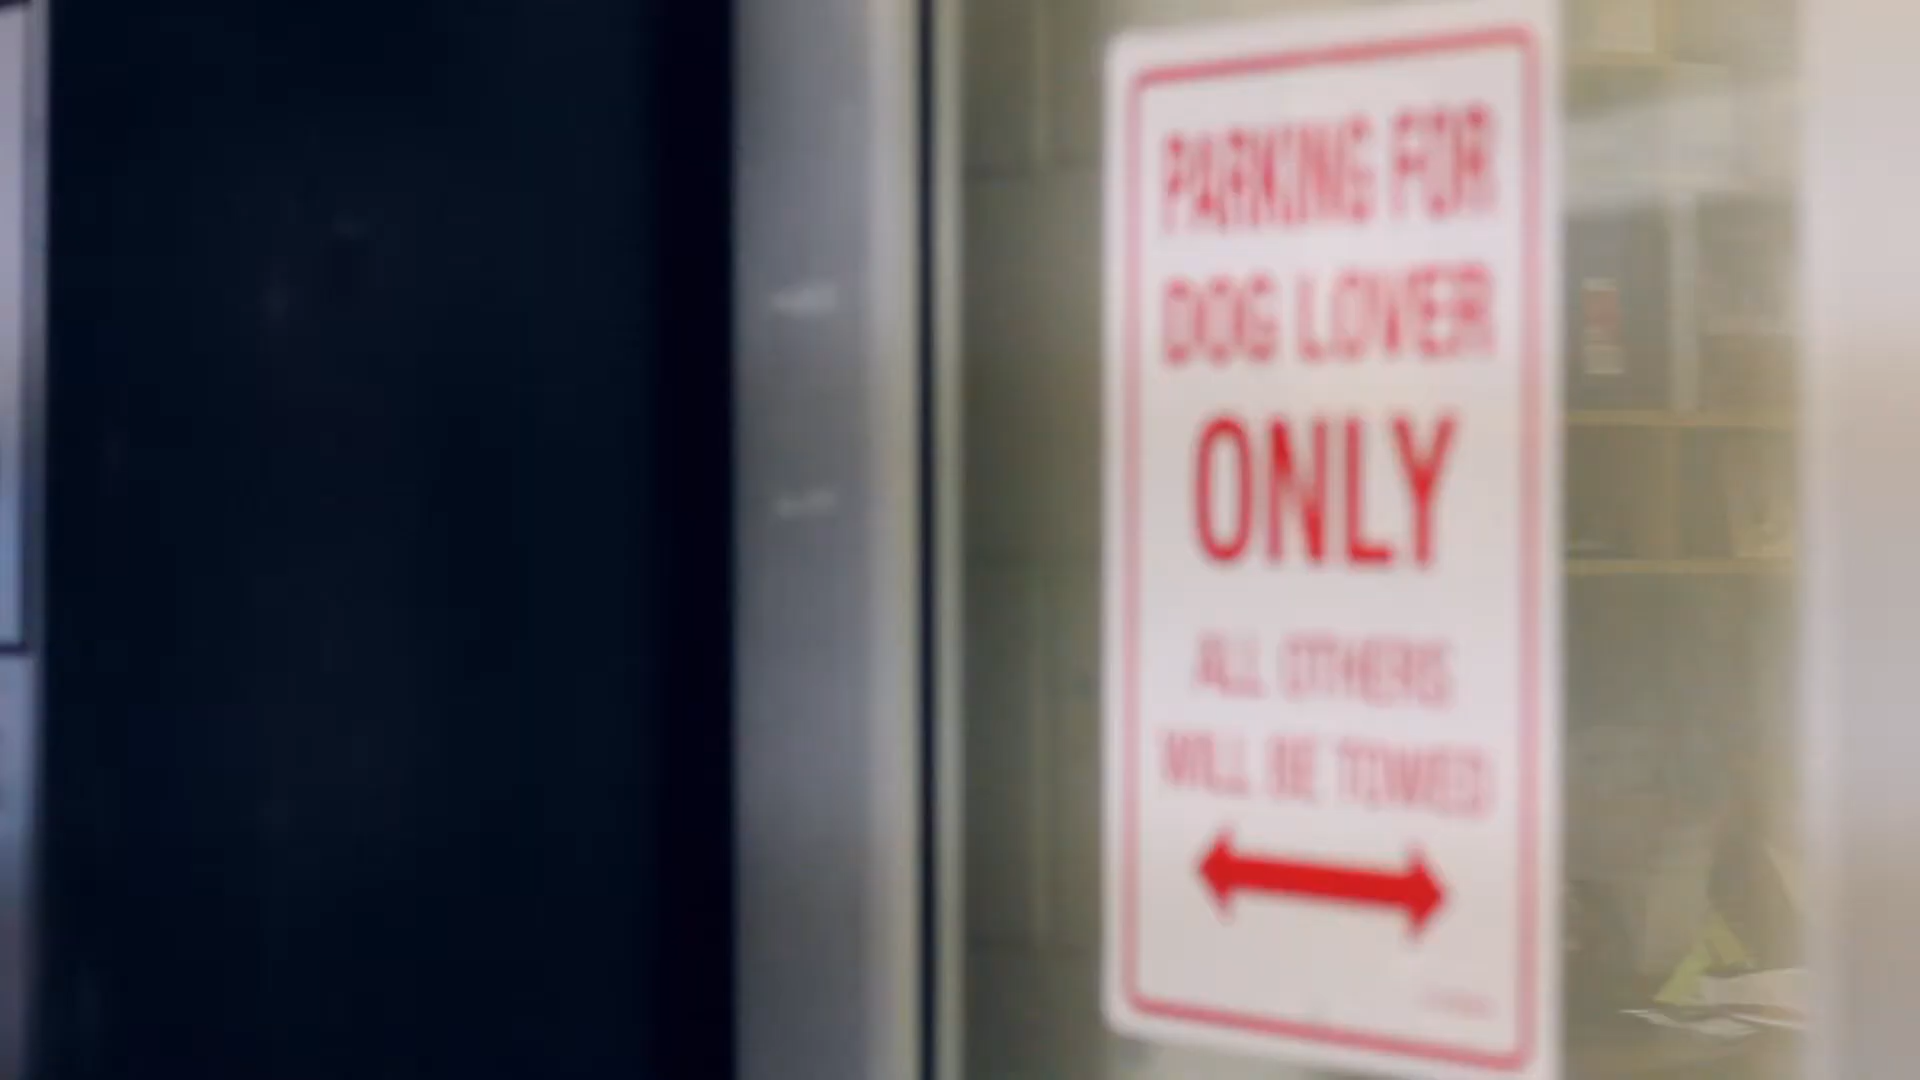 PARKING FOR
DOG LOVER
ONLY
ALL OTHERS
WILL BE TOWED